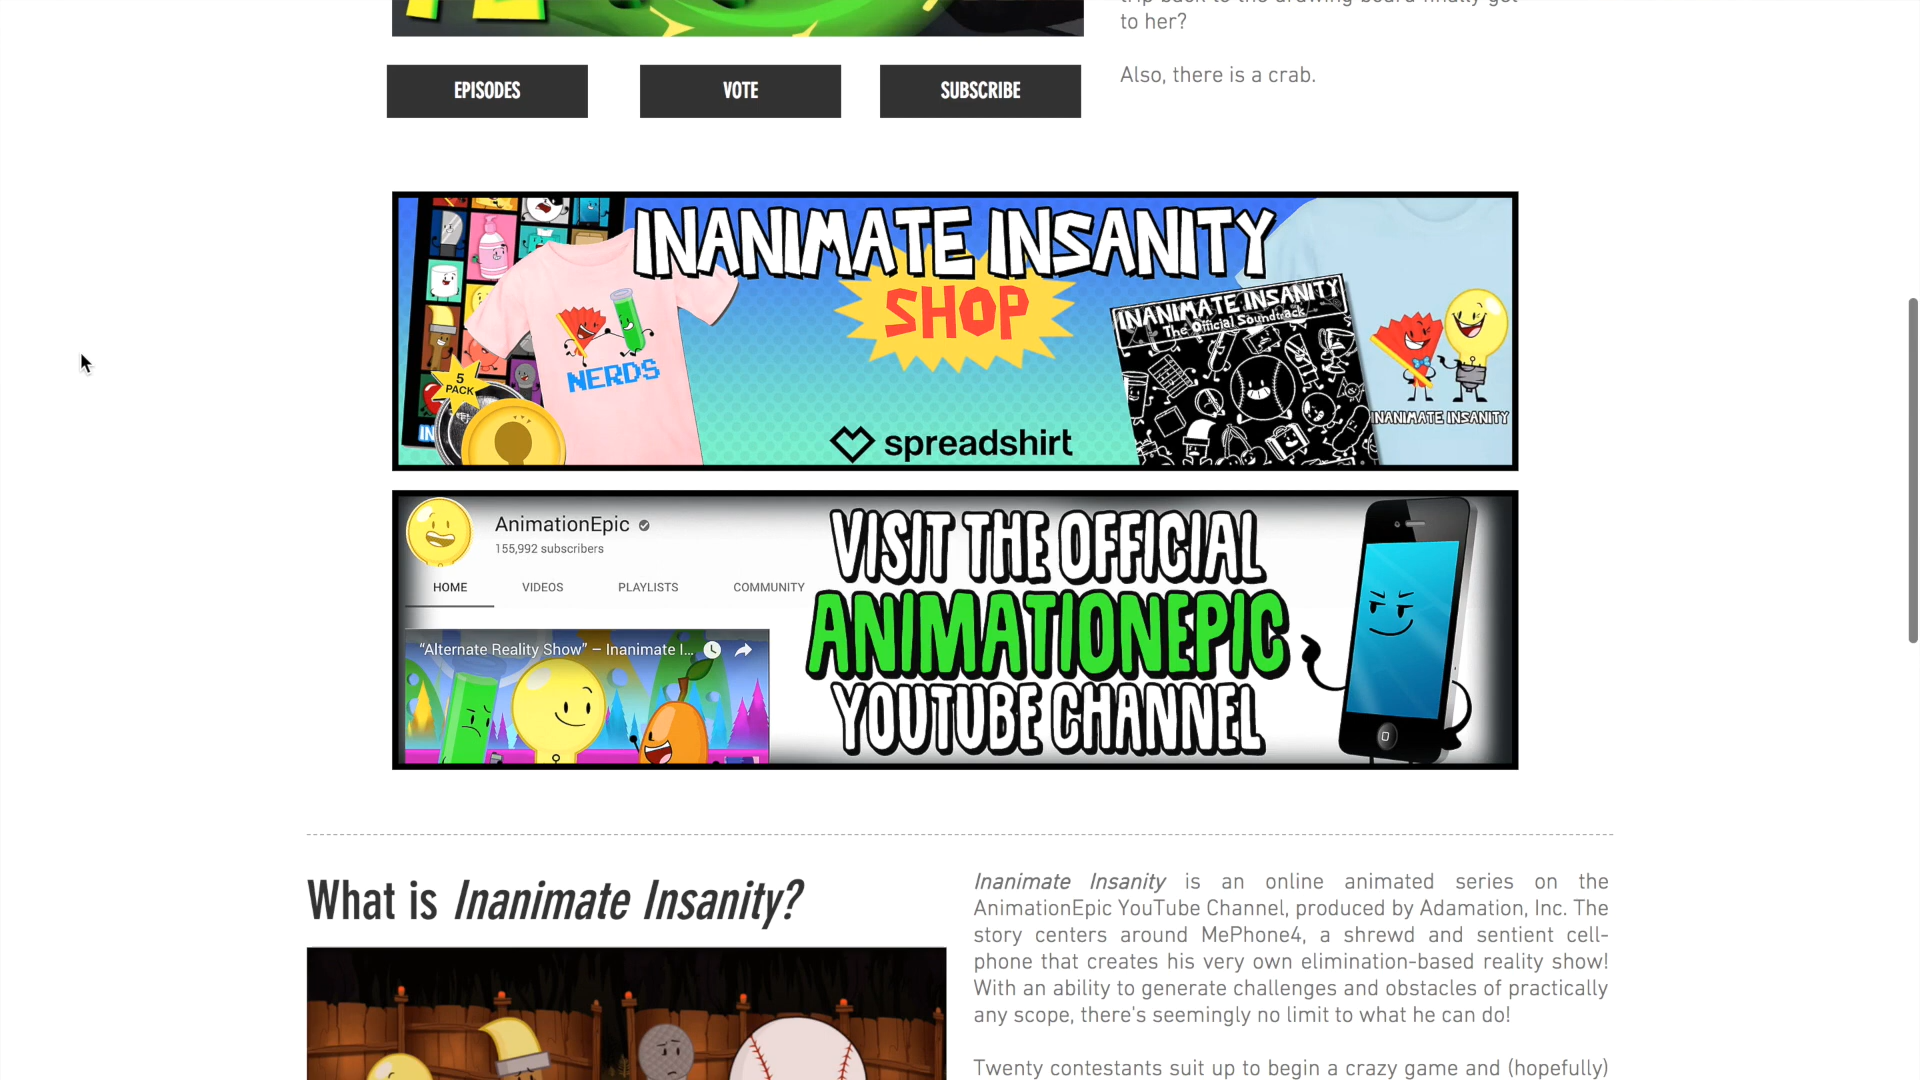 to her?
Also, there is a crab.
EPISODES
VOTE
SUBSCRIBE
INANIMATE INSANITY
SHOP
NERDS
5
PACK
IN
spreadshirt
INANIMATE INSANITY
The Official Soundtrack
INANIMATE INSANITY
AnimationEpic
155,992 subscribers
HOME
VIDEOS
PLAYLISTS
COMMUNITY
“Alternate Reality Show” – Inanimate I...
VISIT THE OFFICIAL
ANIMATIONEPIC
YOUTUBE CHANNEL
What is Inanimate Insanity?
Inanimate Insanity is an online animated series on the
AnimationEpic YouTube Channel, produced by Adamation, Inc. The
story centers around MePhone4, a shrewd and sentient cell-
phone that creates his very own elimination-based reality show!
With an ability to generate challenges and obstacles of practically
any scope, there's seemingly no limit to what he can do!
Twenty contestants suit up to begin a crazy game and (hopefully)